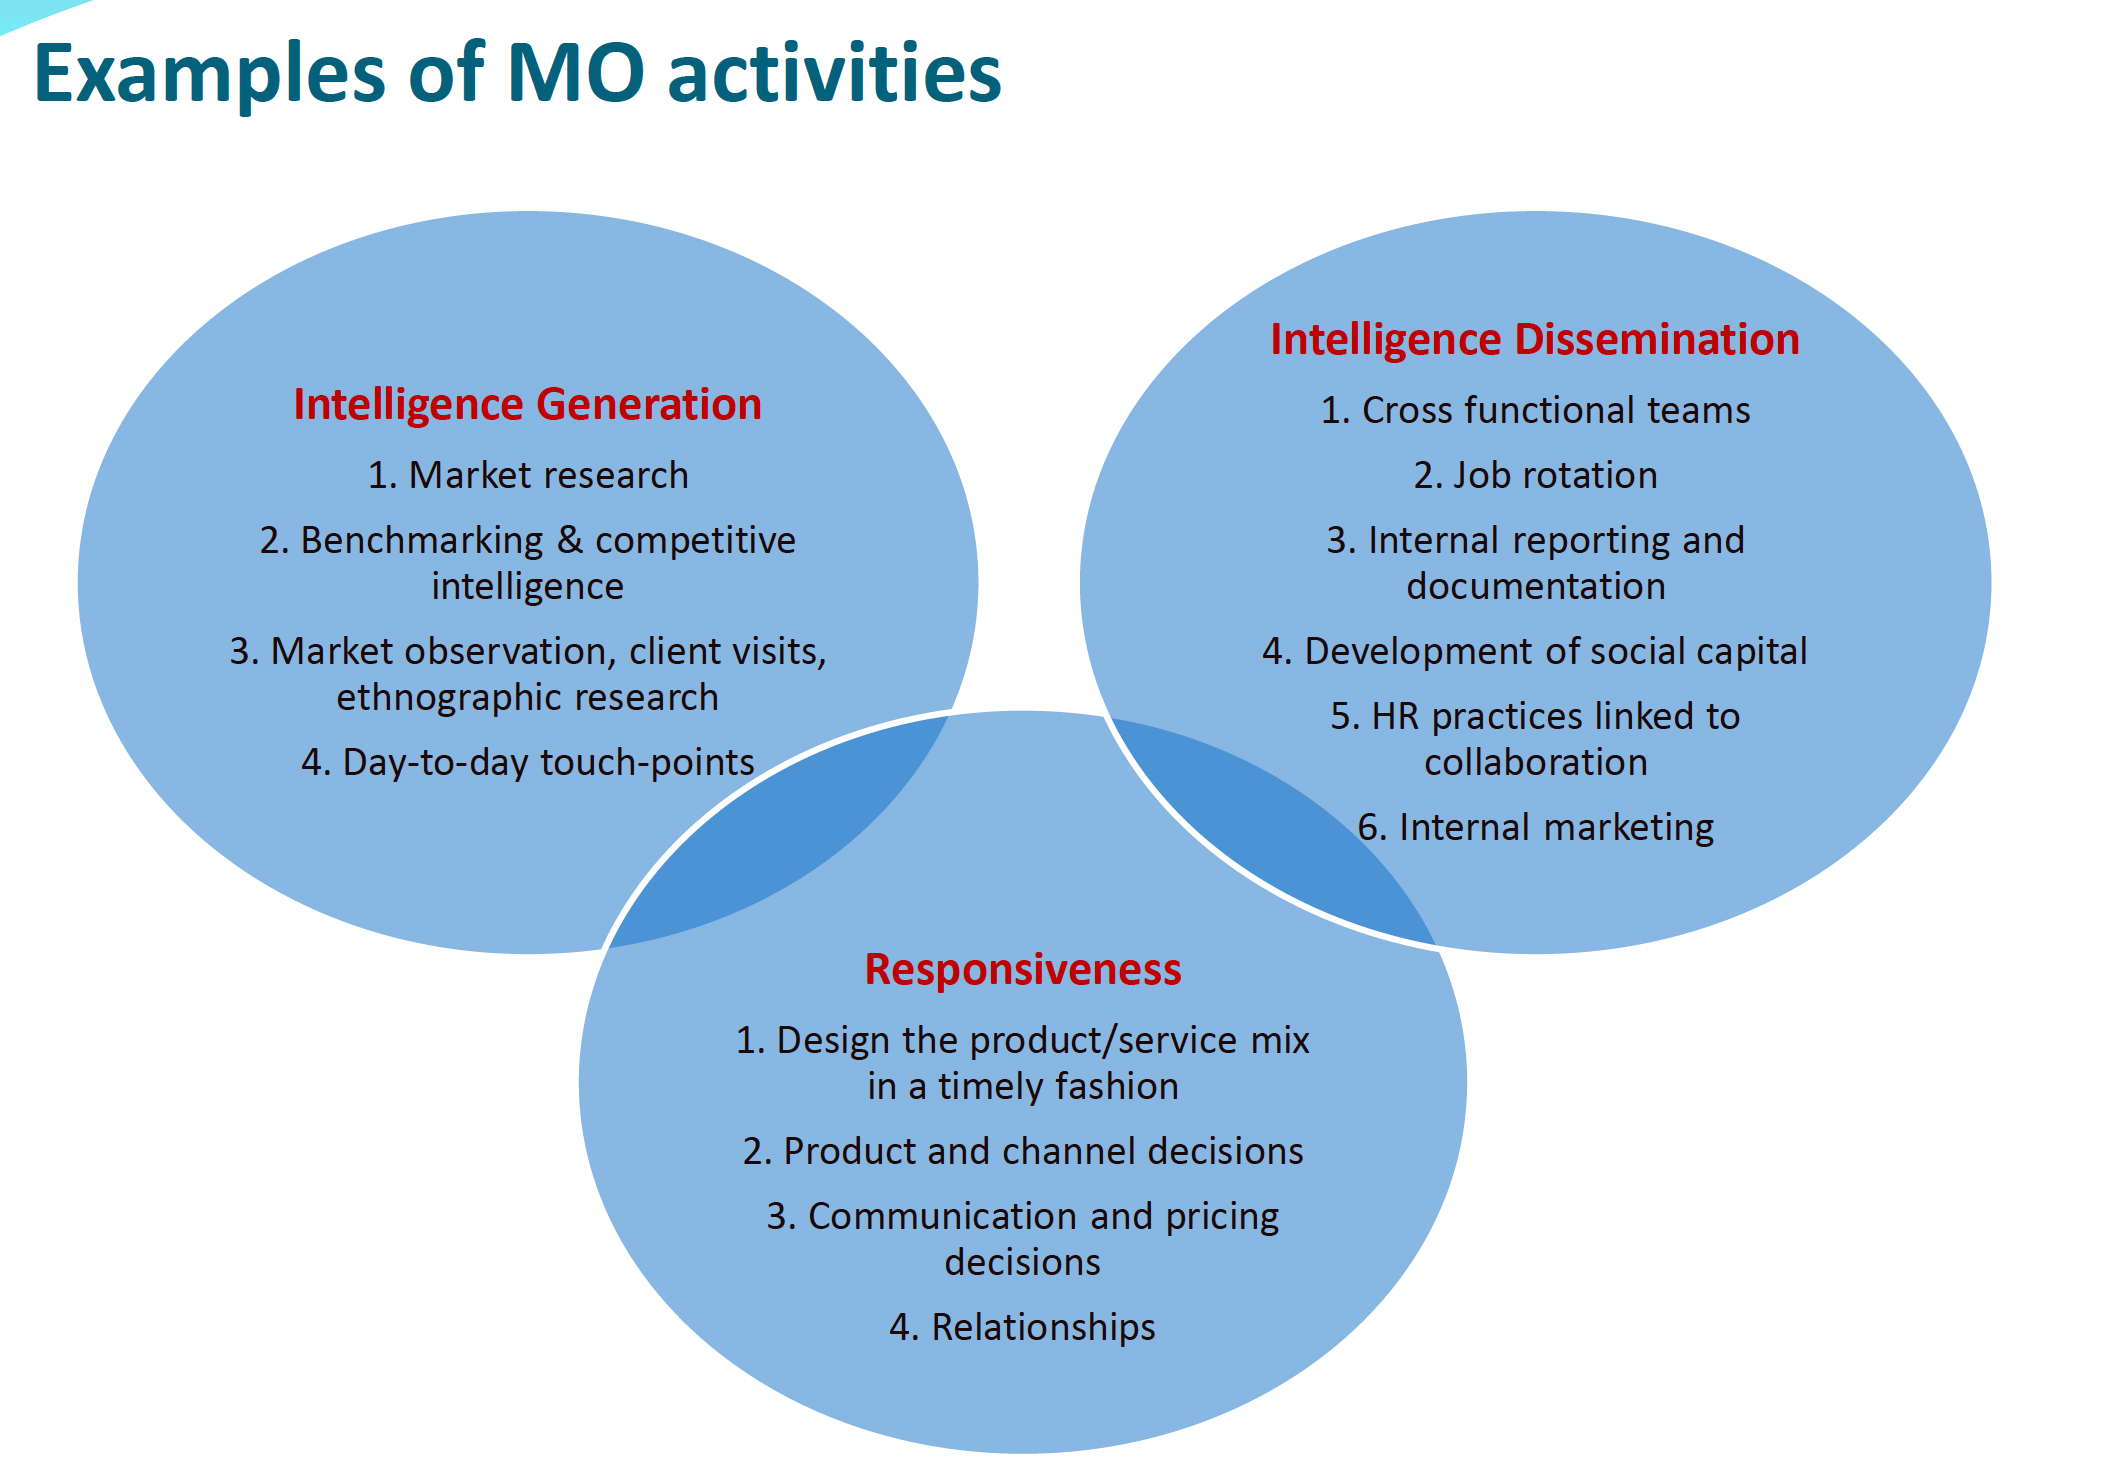 Examples of MO activities
Intelligence Generation
1. Market research
2. Benchmarking & competitive
intelligence
3. Market observation, client visits,
ethnographic research
4. Day-to-day touch-points
Intelligence Dissemination
1. Cross functional teams
2. Job rotation
3. Internal reporting and
documentation
4. Development of social capital
5. HR practices linked to
collaboration
6. Internal marketing
Responsiveness
1. Design the product/service mix
in a timely fashion
2. Product and channel decisions
3. Communication and pricing
decisions
4. Relationships